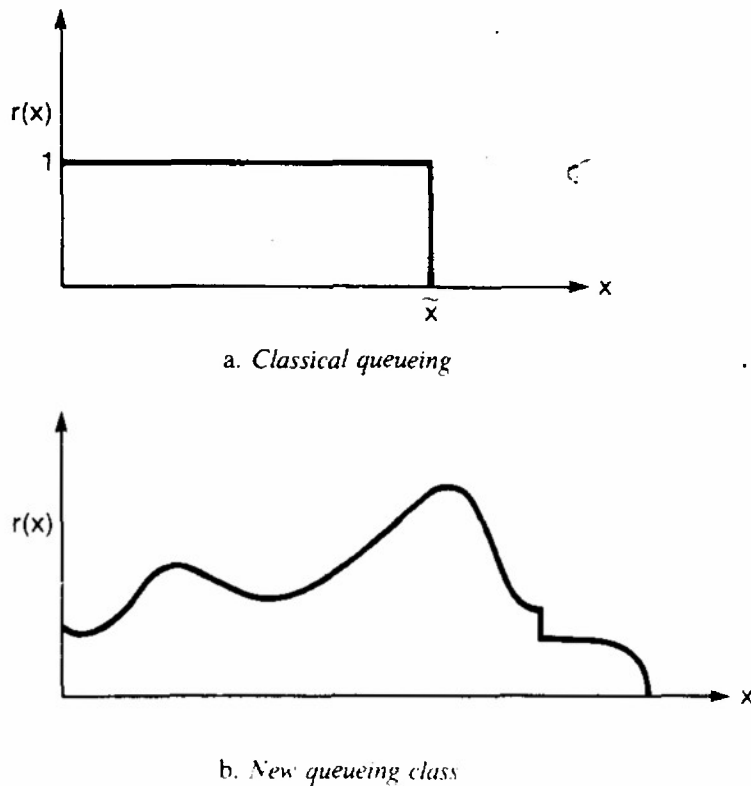 r(x)
1
x
x̃
a. Classical queueing
r(x)
x
b. New queueing class